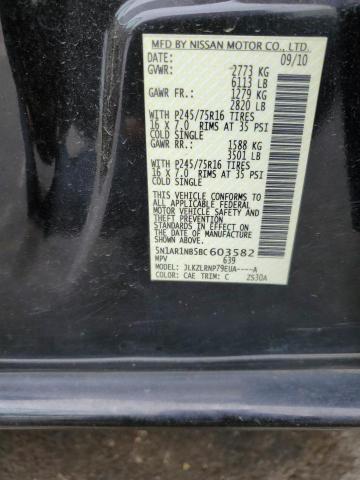 MFD BY NISSAN MOTOR CO., LTD.
DATE: 09/10
GVWR: 2773 KG
6113 LB
GAWR FR: 1279 KG
2820 LB
WITH P245/75R16 TIRES
16 X 7.0 RIMS AT 35 PSI
COLD SINGLE
GAWR RR: 1588 KG
3501 LB
WITH P245/75R16 TIRES
16 X 7.0 RIMS AT 35 PSI
COLD SINGLE
THIS VEHICLE CONFORMS TO
ALL APPLICABLE FEDERAL MOTOR
VEHICLE SAFETY, BUMPER, AND
THEFT PREVENTION STANDARDS
IN EFFECT ON THE DATE OF
MANUFACTURE SHOWN ABOVE.
5N1AR1NB5BC603582
MPV 639
MODEL: JLKZLRNP79EUA-----A
COLOR: CAE TRIM: C 2S30A